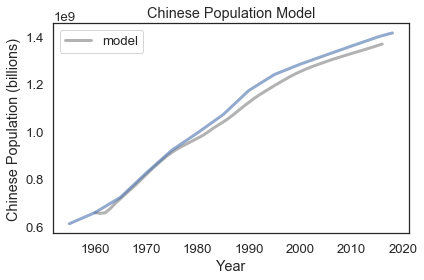 Chinese Population Model
1e9
model
1.4
1.2
1.0
0.8
0.6
Chinese Population (billions)
1960 1970 1980 1990 2000 2010 2020
Year